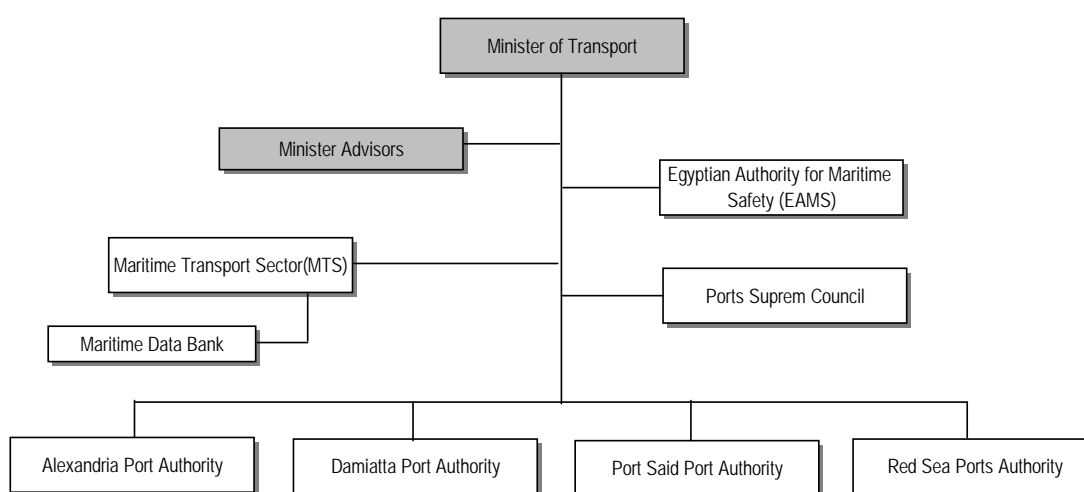 Minister of Transport
Minister Advisors
Egyptian Authority for Maritime
Safety (EAMS)
Maritime Transport Sector(MTS)
Ports Suprem Council
Maritime Data Bank
Alexandria Port Authority
Damiatta Port Authority
Port Said Port Authority
Red Sea Ports Authority